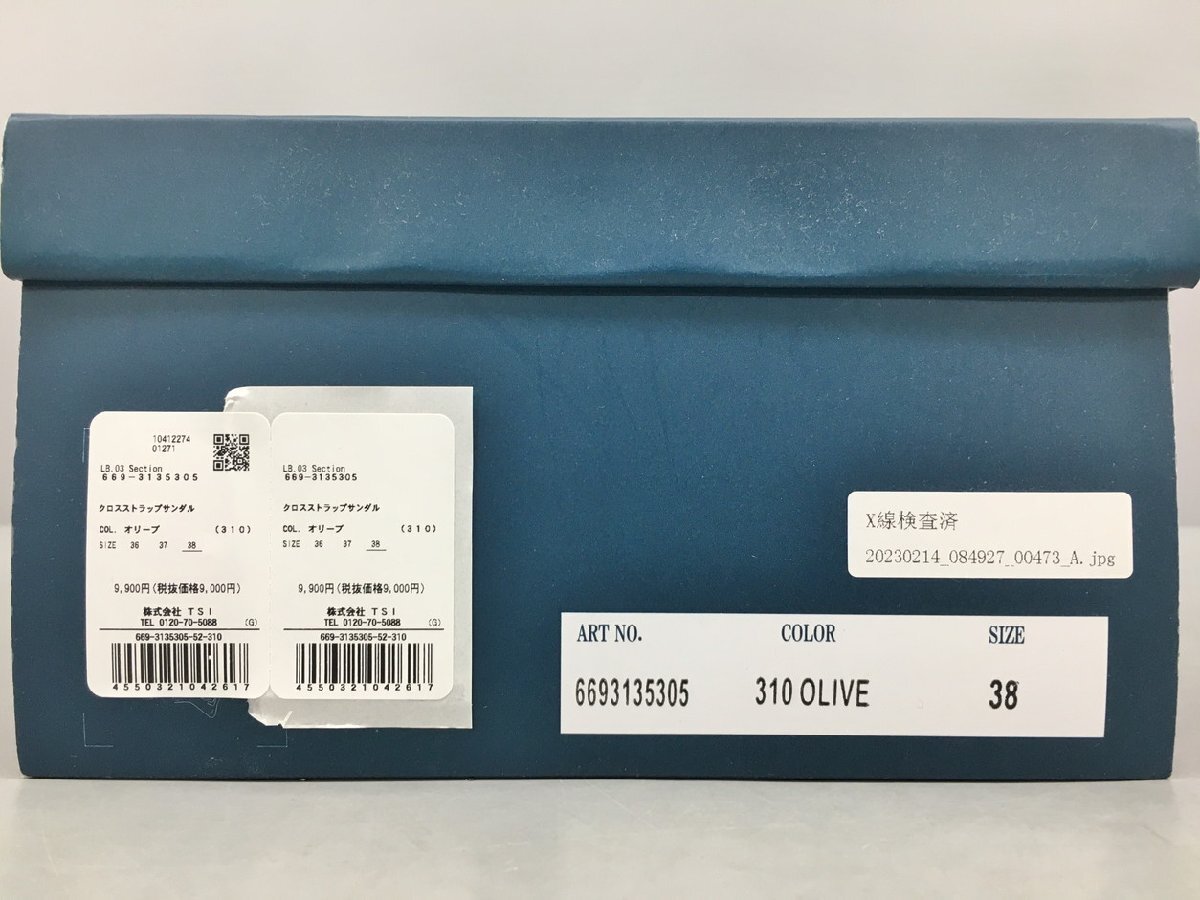 10412274
01271
LB.03 Section
669-3135305
クロスストラップサンダル
COL. オリーブ (310)
SIZE 36 37 38
9,900円(税抜価格9,000円)
株式会社 TSI
TEL 0120-70-5088 (G)
669-3135305-52-310
4550321042617
LB.03 Section
669-3135305
クロスストラップサンダル
COL. オリーブ (310)
SIZE 36 37 38
9,900円(税抜価格9,000円)
株式会社 TSI
TEL 0120-70-5088 (G)
669-3135305-52-310
4550321042617
X線検査済
20230214_084927_00473_A.jpg
ART NO. COLOR SIZE
6693135305 310 OLIVE 38